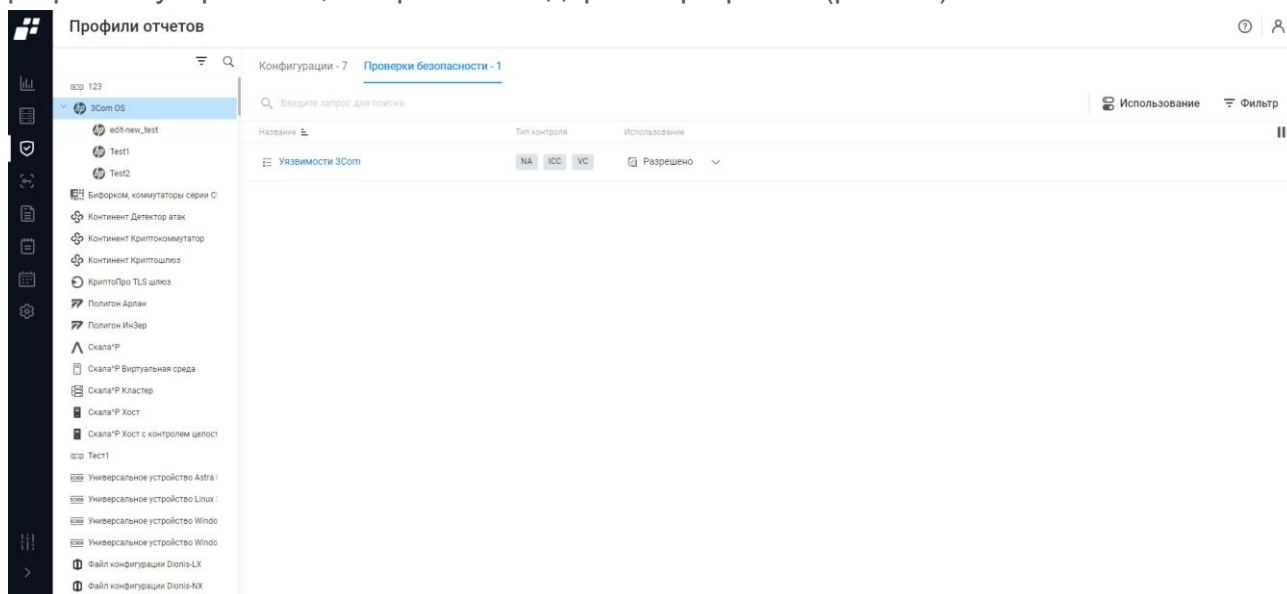 Профили отчетов
Конфигурации - 7 Проверки безопасности - 1
123
3Com OS
Введите запрос для поиска
Использование Фильтр
edit-new_test
Название Тип контроля Использование
Test1
Уязвимости 3Com NA ICC VC Разрешено
Test2
Бифорком, коммутаторы серии C
Континент Детектор атак
Континент Криптокоммутатор
Континент Криптошлюз
КриптоПро TLS шлюз
Полигон Арлан
Полигон ИнЗер
Скала^Р
Скала^Р Виртуальная среда
Скала^Р Кластер
Скала^Р Хост
Скала^Р Хост с контролем целост
Тест1
Универсальное устройство Astra
Универсальное устройство Linux
Универсальное устройство Windo
Универсальное устройство Windo
Файл конфигурации Dionis-LX
Файл конфигурации Dionis-NX